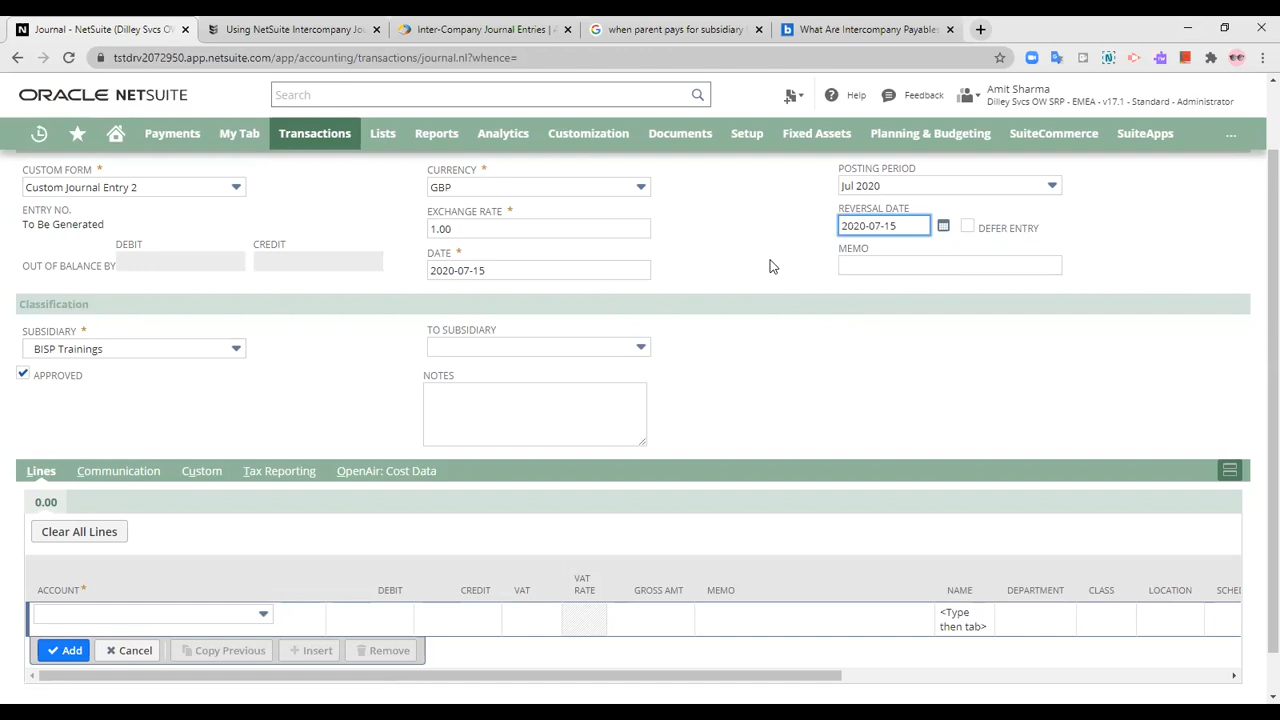 Journal - NetSuite (Dilley Svcs OW
Using NetSuite Intercompany Jou
Inter-Company Journal Entries |
when parent pays for subsidiary
What Are Intercompany Payables
tstdrv2072950.app.netsuite.com/app/accounting/transactions/journal.nl?whence=
ORACLE NETSUITE
Search
Help
Feedback
Amit Sharma
Dilley Svcs OW SRP - EMEA - v17.1 - Standard - Administrator
Payments My Tab Transactions Lists Reports Analytics Customization Documents Setup Fixed Assets Planning & Budgeting SuiteCommerce SuiteApps ...
CUSTOM FORM *
Custom Journal Entry 2
ENTRY NO.
To Be Generated
DEBIT CREDIT
OUT OF BALANCE BY
CURRENCY *
GBP
EXCHANGE RATE *
1.00
DATE *
2020-07-15
POSTING PERIOD
Jul 2020
REVERSAL DATE
2020-07-15
DEFER ENTRY
MEMO
Classification
SUBSIDIARY *
BISP Trainings
APPROVED
TO SUBSIDIARY
NOTES
Lines Communication Custom Tax Reporting OpenAir: Cost Data
0.00
Clear All Lines
ACCOUNT * DEBIT CREDIT VAT VAT RATE GROSS AMT MEMO NAME DEPARTMENT CLASS LOCATION SCHE
<Type
then tab>
Add Cancel Copy Previous Insert Remove